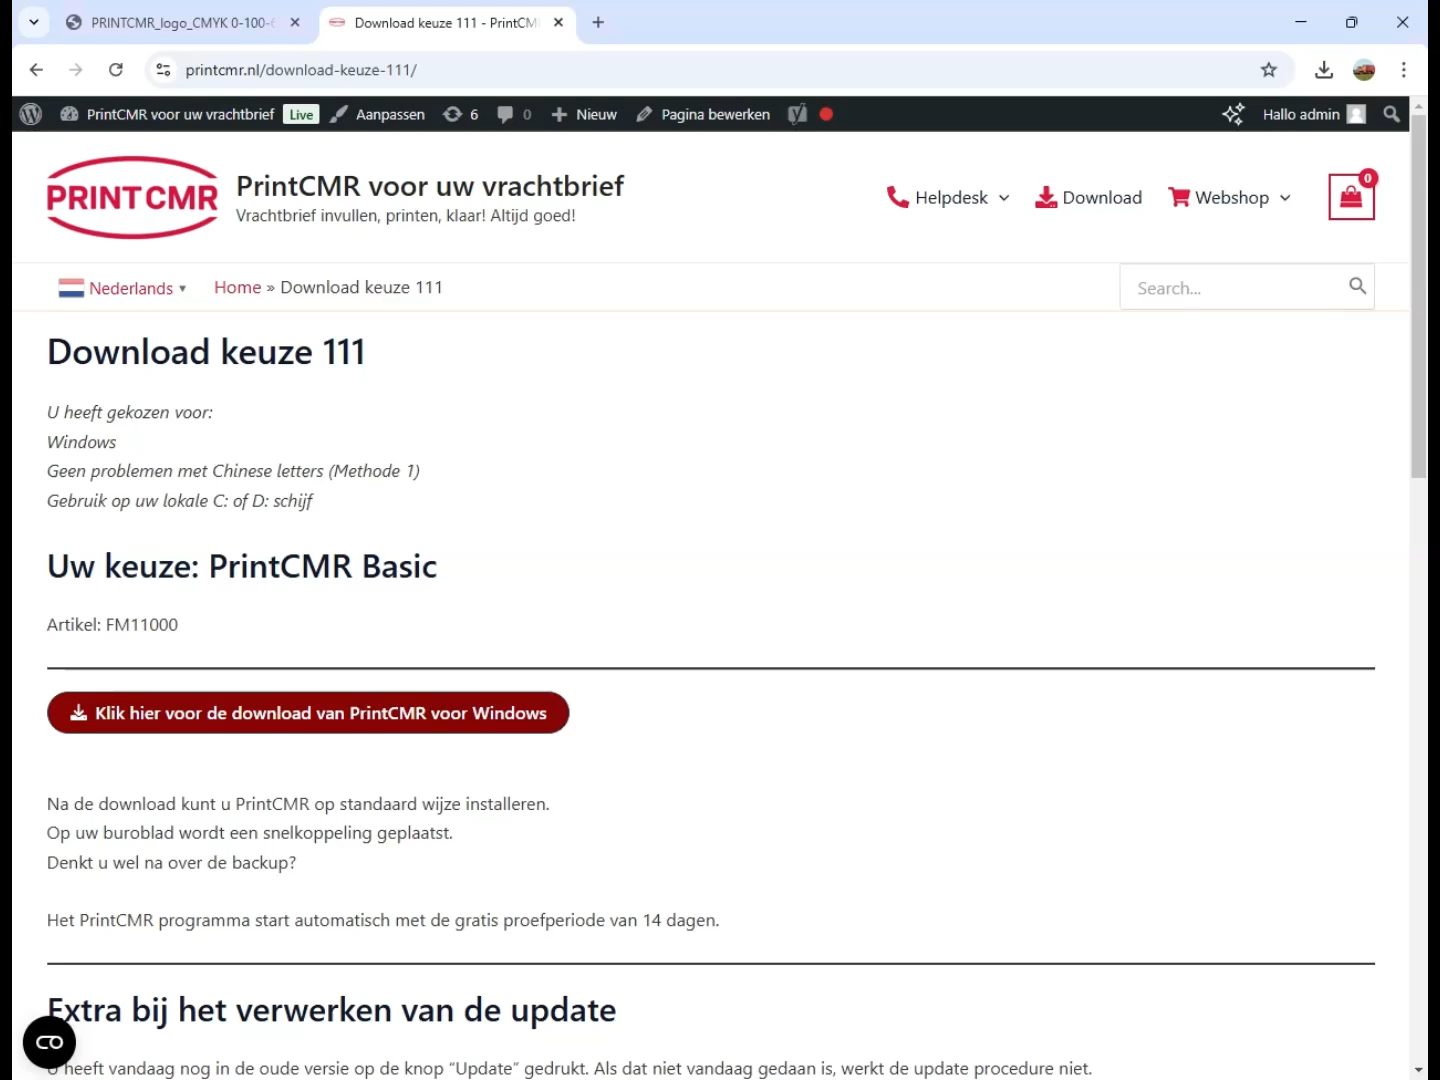 PRINTCMR_logo_CMYK 0-100-
Download keuze 111 - PrintCM
printcmr.nl/download-keuze-111/
PrintCMR voor uw vrachtbrief Live Aanpassen 6 0 Nieuw Pagina bewerken Hallo admin
PRINT CMR
PrintCMR voor uw vrachtbrief
Vrachtbrief invullen, printen, klaar! Altijd goed!
Helpdesk Download Webshop 0
Nederlands ▾ Home » Download keuze 111 Search...
Download keuze 111
U heeft gekozen voor:
Windows
Geen problemen met Chinese letters (Methode 1)
Gebruik op uw lokale C: of D: schijf
Uw keuze: PrintCMR Basic
Artikel: FM11000
Klik hier voor de download van PrintCMR voor Windows
Na de download kunt u PrintCMR op standaard wijze installeren.
Op uw buroblad wordt een snelkoppeling geplaatst.
Denkt u wel na over de backup?
Het PrintCMR programma start automatisch met de gratis proefperiode van 14 dagen.
Extra bij het verwerken van de update
U heeft vandaag nog in de oude versie op de knop “Update” gedrukt. Als dat niet vandaag gedaan is, werkt de update procedure niet.